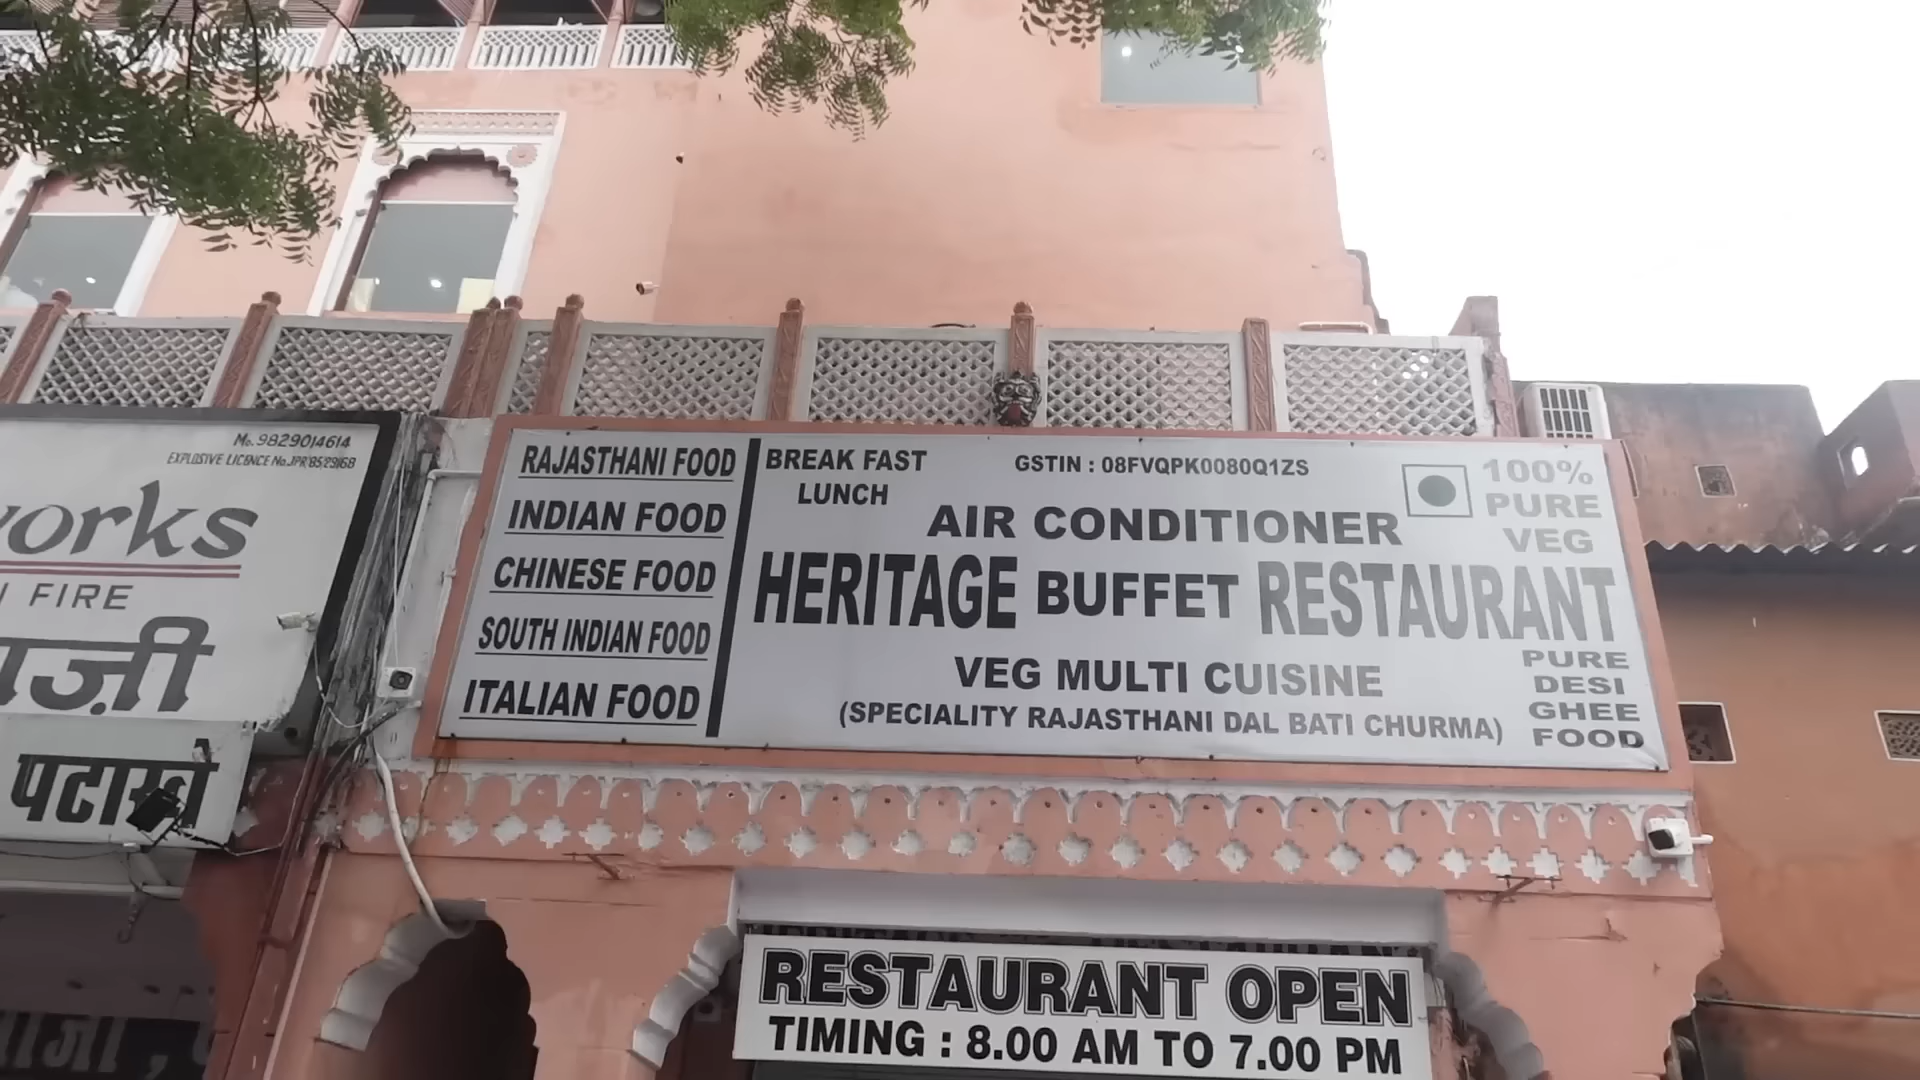 Mo. 9829014614
EXPLOSIVE LICENCE No.JPR'8529168
works
FIRE
पटाखे
RAJASTHANI FOOD
INDIAN FOOD
CHINESE FOOD
SOUTH INDIAN FOOD
ITALIAN FOOD
BREAK FAST
LUNCH
GSTIN : 08FVQPK0080Q1ZS
100%
PURE
VEG
AIR CONDITIONER
HERITAGE BUFFET RESTAURANT
VEG MULTI CUISINE
(SPECIALITY RAJASTHANI DAL BATI CHURMA)
PURE
DESI
GHEE
FOOD
RESTAURANT OPEN
TIMING : 8.00 AM TO 7.00 PM